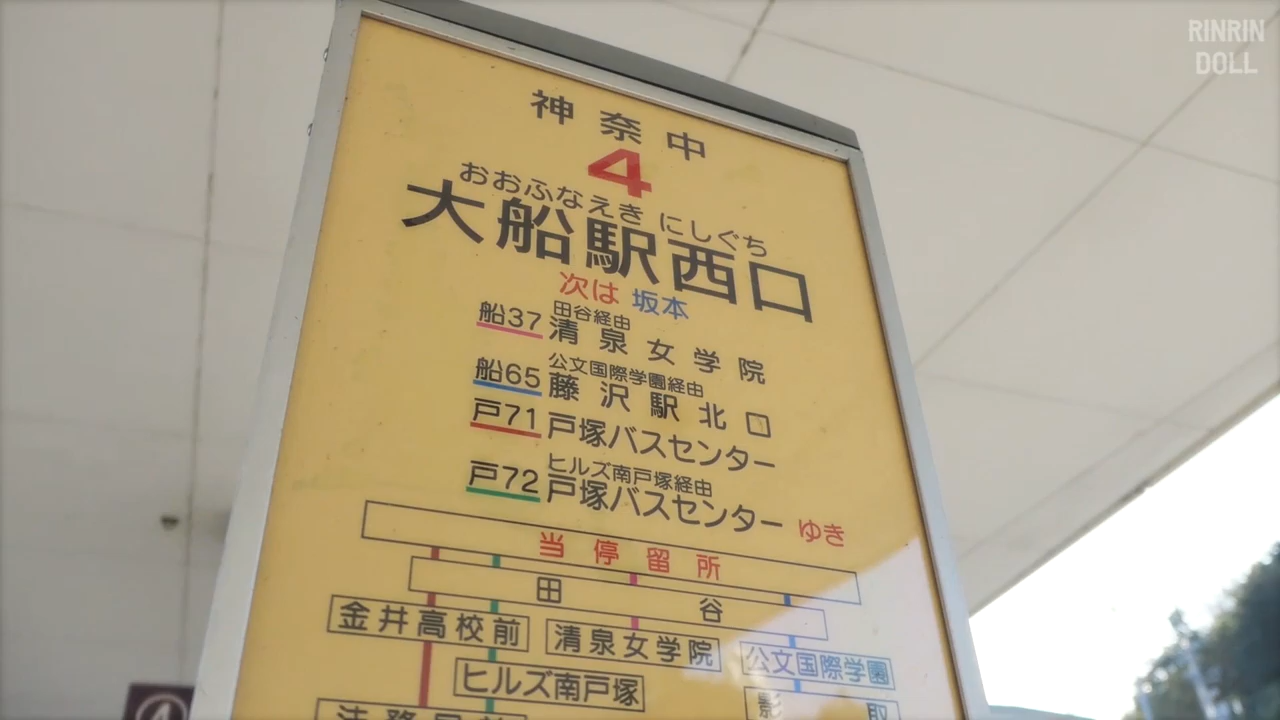 RINRIN
DOLL
神奈中
4
おおふなえき にしぐち
大船駅西口
次は 坂本
田谷経由
船37 清泉女学院
公文国際学園経由
船65 藤沢駅北口
戸71 戸塚バスセンター
ヒルズ南戸塚経由
戸72 戸塚バスセンター ゆき
当停留所
田谷
金井高校前 清泉女学院 公文国際学園
ヒルズ南戸塚
影取
4